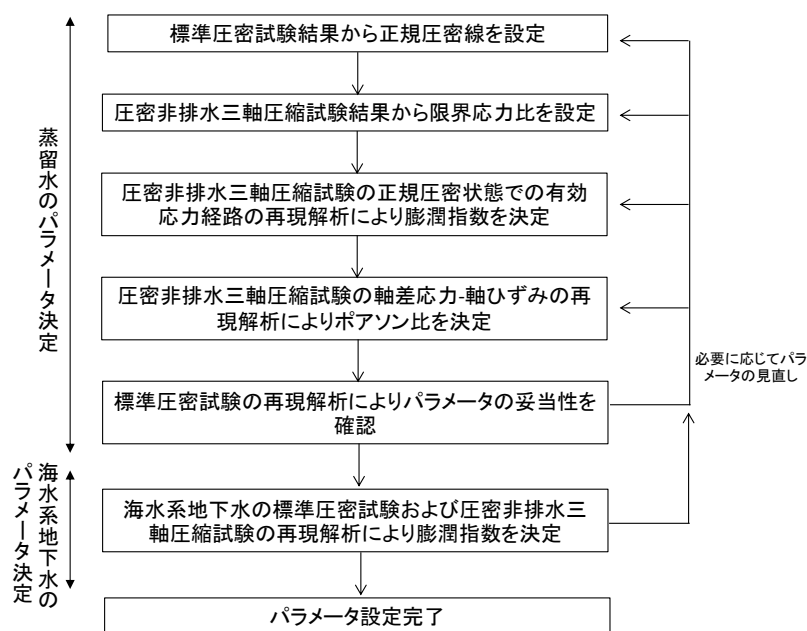 標準圧密試験結果から正規圧密線を設定
圧密非排水三軸圧縮試験結果から限界応力比を設定
圧密非排水三軸圧縮試験の正規圧密状態での有効
応力経路の再現解析により膨潤指数を決定
圧密非排水三軸圧縮試験の軸差応力-軸ひずみの再
現解析によりポアソン比を決定
標準圧密試験の再現解析によりパラメータの妥当性を
確認
海水系地下水の標準圧密試験および圧密非排水三
軸圧縮試験の再現解析により膨潤指数を決定
パラメータ設定完了
蒸留水のパラメータ決定
海水系地下水の
パラメータ決定
必要に応じてパラ
メータの見直し